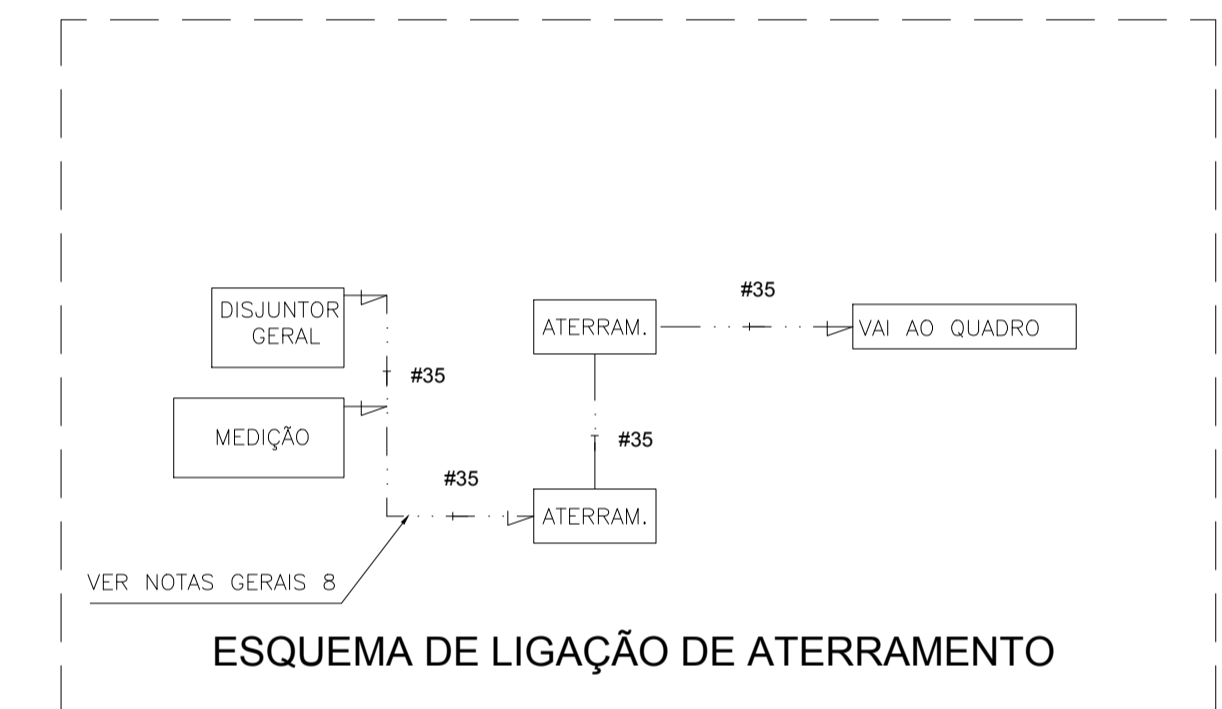 #35
DISJUNTOR
GERAL
ATERRAM.
VAI AO QUADRO
#35
MEDIÇÃO
#35
#35
ATERRAM.
VER NOTAS GERAIS 8
ESQUEMA DE LIGAÇÃO DE ATERRAMENTO